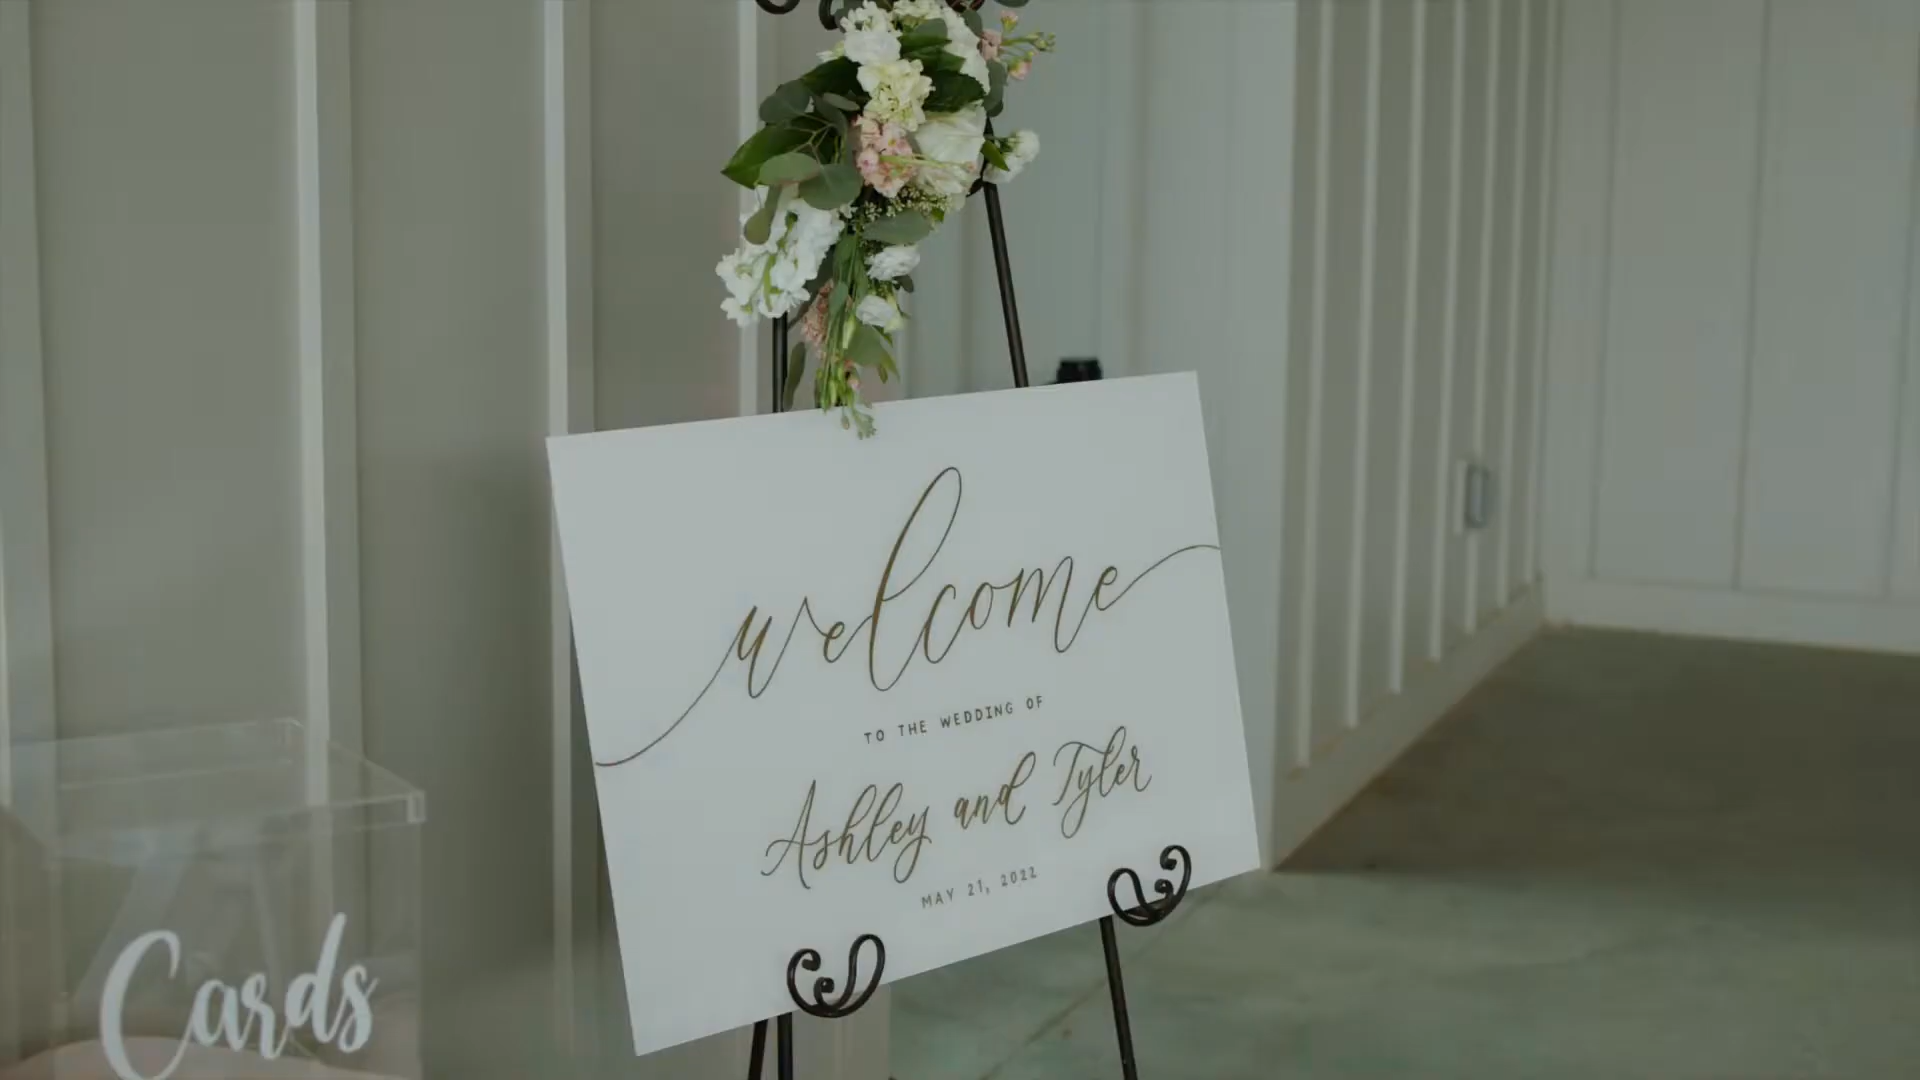 welcome
TO THE WEDDING OF
Ashley and Tyler
MAY 21, 2022
Cards